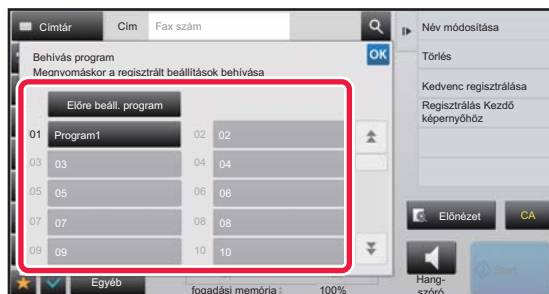 Címtár
Cím
Fax szám
Behívás program
Megnyomáskor a regisztrált beállítások behívása
OK
Előre beáll. program
01 Program1
02 02
03 03
04 04
05 05
06 06
07 07
08 08
09 09
10 10
Egyéb
fogadási memória : 100%
Név módosítása
Törlés
Kedvenc regisztrálása
Regisztrálás Kezdő
képernyőhöz
Előnézet
CA
Hang-
szóró
Start